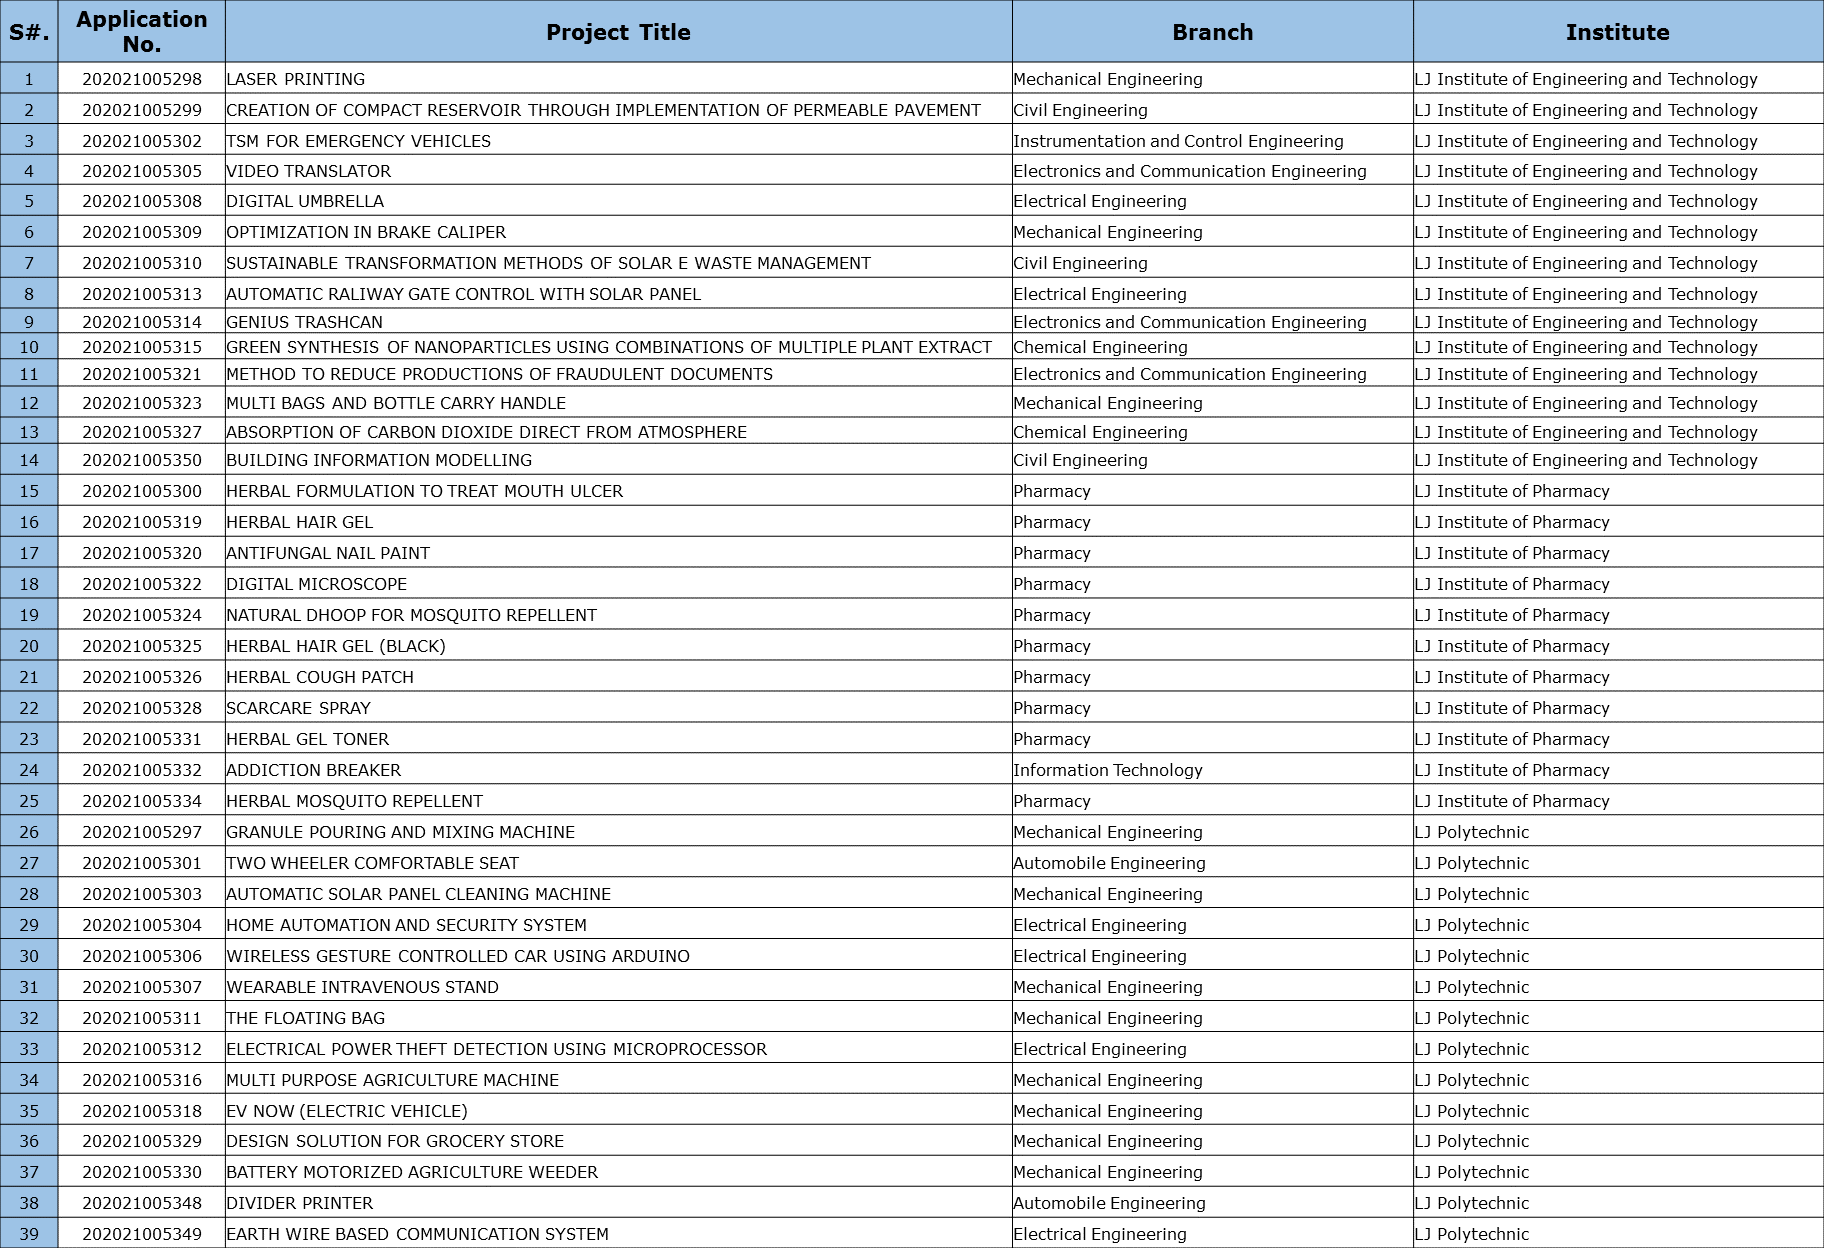 S#. Application No. Project Title Branch Institute
1 202021005298 LASER PRINTING Mechanical Engineering LJ Institute of Engineering and Technology
2 202021005299 CREATION OF COMPACT RESERVOIR THROUGH IMPLEMENTATION OF PERMEABLE PAVEMENT Civil Engineering LJ Institute of Engineering and Technology
3 202021005302 TSM FOR EMERGENCY VEHICLES Instrumentation and Control Engineering LJ Institute of Engineering and Technology
4 202021005305 VIDEO TRANSLATOR Electronics and Communication Engineering LJ Institute of Engineering and Technology
5 202021005308 DIGITAL UMBRELLA Electrical Engineering LJ Institute of Engineering and Technology
6 202021005309 OPTIMIZATION IN BRAKE CALIPER Mechanical Engineering LJ Institute of Engineering and Technology
7 202021005310 SUSTAINABLE TRANSFORMATION METHODS OF SOLAR E WASTE MANAGEMENT Civil Engineering LJ Institute of Engineering and Technology
8 202021005313 AUTOMATIC RALIWAY GATE CONTROL WITH SOLAR PANEL Electrical Engineering LJ Institute of Engineering and Technology
9 202021005314 GENIUS TRASHCAN Electronics and Communication Engineering LJ Institute of Engineering and Technology
10 202021005315 GREEN SYNTHESIS OF NANOPARTICLES USING COMBINATIONS OF MULTIPLE PLANT EXTRACT Chemical Engineering LJ Institute of Engineering and Technology
11 202021005321 METHOD TO REDUCE PRODUCTIONS OF FRAUDULENT DOCUMENTS Electronics and Communication Engineering LJ Institute of Engineering and Technology
12 202021005323 MULTI BAGS AND BOTTLE CARRY HANDLE Mechanical Engineering LJ Institute of Engineering and Technology
13 202021005327 ABSORPTION OF CARBON DIOXIDE DIRECT FROM ATMOSPHERE Chemical Engineering LJ Institute of Engineering and Technology
14 202021005350 BUILDING INFORMATION MODELLING Civil Engineering LJ Institute of Engineering and Technology
15 202021005300 HERBAL FORMULATION TO TREAT MOUTH ULCER Pharmacy LJ Institute of Pharmacy
16 202021005319 HERBAL HAIR GEL Pharmacy LJ Institute of Pharmacy
17 202021005320 ANTIFUNGAL NAIL PAINT Pharmacy LJ Institute of Pharmacy
18 202021005322 DIGITAL MICROSCOPE Pharmacy LJ Institute of Pharmacy
19 202021005324 NATURAL DHOOP FOR MOSQUITO REPELLENT Pharmacy LJ Institute of Pharmacy
20 202021005325 HERBAL HAIR GEL (BLACK) Pharmacy LJ Institute of Pharmacy
21 202021005326 HERBAL COUGH PATCH Pharmacy LJ Institute of Pharmacy
22 202021005328 SCARCARE SPRAY Pharmacy LJ Institute of Pharmacy
23 202021005331 HERBAL GEL TONER Pharmacy LJ Institute of Pharmacy
24 202021005332 ADDICTION BREAKER Information Technology LJ Institute of Pharmacy
25 202021005334 HERBAL MOSQUITO REPELLENT Pharmacy LJ Institute of Pharmacy
26 202021005297 GRANULE POURING AND MIXING MACHINE Mechanical Engineering LJ Polytechnic
27 202021005301 TWO WHEELER COMFORTABLE SEAT Automobile Engineering LJ Polytechnic
28 202021005303 AUTOMATIC SOLAR PANEL CLEANING MACHINE Mechanical Engineering LJ Polytechnic
29 202021005304 HOME AUTOMATION AND SECURITY SYSTEM Electrical Engineering LJ Polytechnic
30 202021005306 WIRELESS GESTURE CONTROLLED CAR USING ARDUINO Electrical Engineering LJ Polytechnic
31 202021005307 WEARABLE INTRAVENOUS STAND Mechanical Engineering LJ Polytechnic
32 202021005311 THE FLOATING BAG Mechanical Engineering LJ Polytechnic
33 202021005312 ELECTRICAL POWER THEFT DETECTION USING MICROPROCESSOR Electrical Engineering LJ Polytechnic
34 202021005316 MULTI PURPOSE AGRICULTURE MACHINE Mechanical Engineering LJ Polytechnic
35 202021005318 EV NOW (ELECTRIC VEHICLE) Mechanical Engineering LJ Polytechnic
36 202021005329 DESIGN SOLUTION FOR GROCERY STORE Mechanical Engineering LJ Polytechnic
37 202021005330 BATTERY MOTORIZED AGRICULTURE WEEDER Mechanical Engineering LJ Polytechnic
38 202021005348 DIVIDER PRINTER Automobile Engineering LJ Polytechnic
39 202021005349 EARTH WIRE BASED COMMUNICATION SYSTEM Electrical Engineering LJ Polytechnic